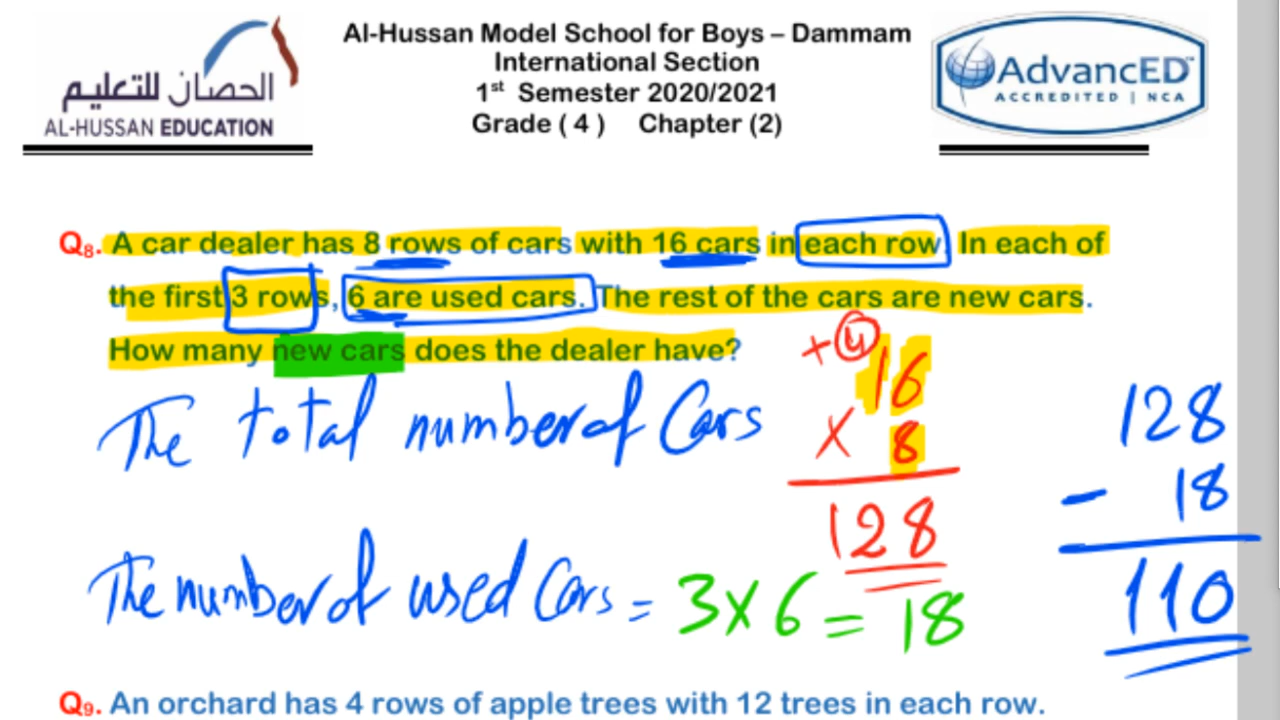 الحصان للتعليم
AL-HUSSAN EDUCATION
Al-Hussan Model School for Boys – Dammam
International Section
1st Semester 2020/2021
Grade ( 4 ) Chapter (2)
AdvancED™
ACCREDITED | NCA
Q8. A car dealer has 8 rows of cars with 16 cars in each row. In each of
the first 3 rows, 6 are used cars. The rest of the cars are new cars.
How many new cars does the dealer have?
+ 4
16
The total number of Cars
× 8
128
The number of used Cars = 3 × 6 = 18
128
- 18
110
Q9. An orchard has 4 rows of apple trees with 12 trees in each row.